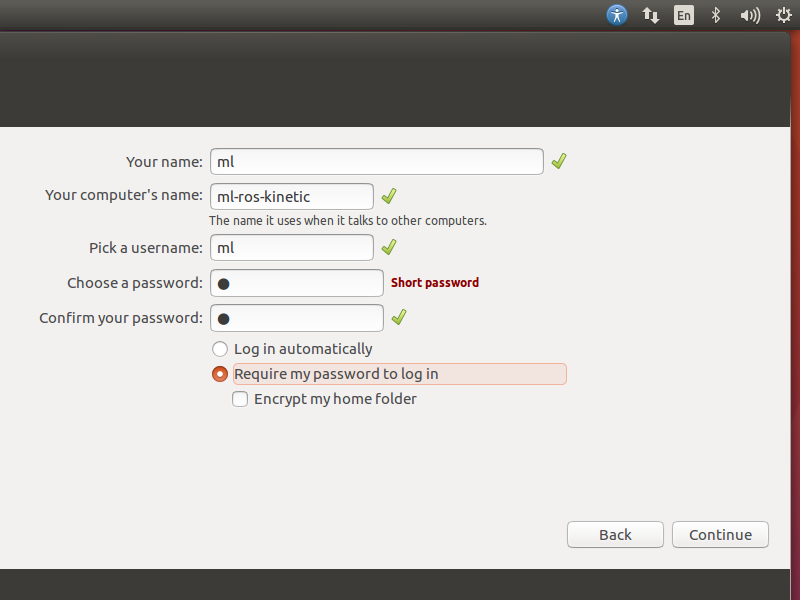 En
Your name: ml
Your computer's name: ml-ros-kinetic
The name it uses when it talks to other computers.
Pick a username: ml
Choose a password: ● Short password
Confirm your password: ●
Log in automatically
Require my password to log in
Encrypt my home folder
Back Continue